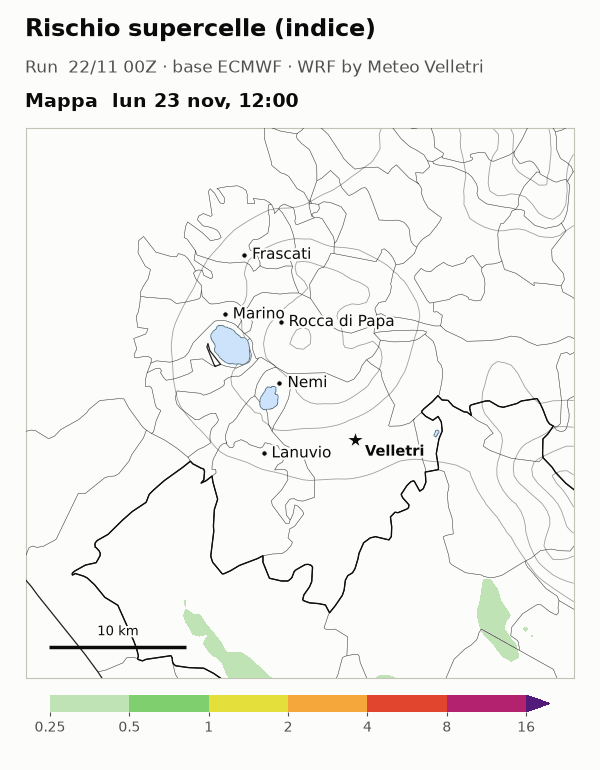 Rischio supercelle (indice)
Run  22/11 00Z · base ECMWF · WRF by Meteo Velletri
Mappa  lun 23 nov, 12:00
Frascati
Marino
Rocca di Papa
Nemi
Velletri
Lanuvio
10 km
0.25 0.5 1 2 4 8 16